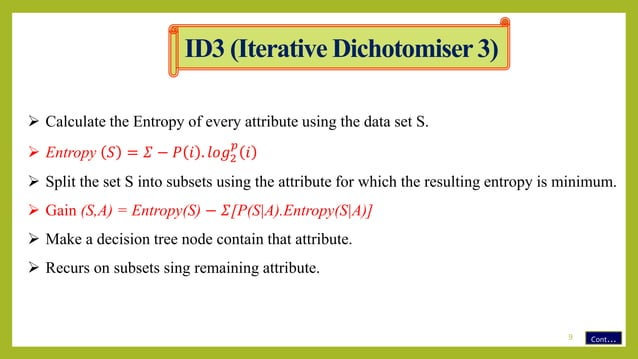 ID3 (Iterative Dichotomiser 3)
➢ Calculate the Entropy of every attribute using the data set S.
➢ Entropy (S) = Σ − P(i). log₂ᵖ(i)
➢ Split the set S into subsets using the attribute for which the resulting entropy is minimum.
➢ Gain (S,A) = Entropy(S) − Σ[P(S|A).Entropy(S|A)]
➢ Make a decision tree node contain that attribute.
➢ Recurs on subsets sing remaining attribute.
9
Cont…